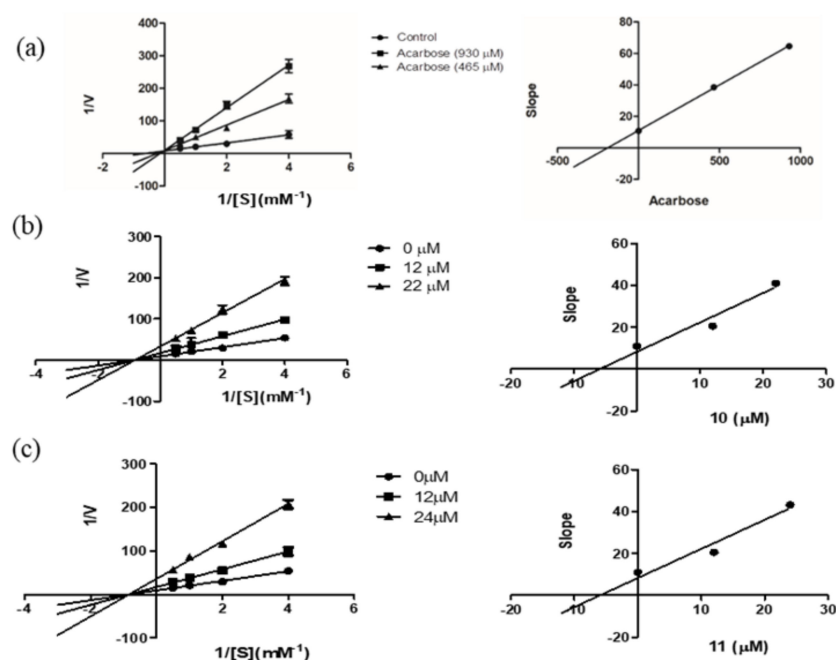 (a)
400
300
200
100
-100
-2
2
4
6
1/V
1/[S](mM⁻¹)
Control
Acarbose (930 μM)
Acarbose (465 μM)
80
60
40
20
-20
-500
500
1000
Slope
Acarbose
(b)
300
200
100
-100
-4
-2
2
4
6
1/V
1/[S](mM⁻¹)
0 μM
12 μM
22 μM
60
40
20
-20
-20
-10
0
10
20
30
Slope
10 (μM)
(c)
300
200
100
-100
-4
-2
0
2
4
6
1/V
1/[S](mM⁻¹)
0μM
12μM
24μM
60
40
20
-20
-20
-10
0
10
20
30
Slope
11 (μM)